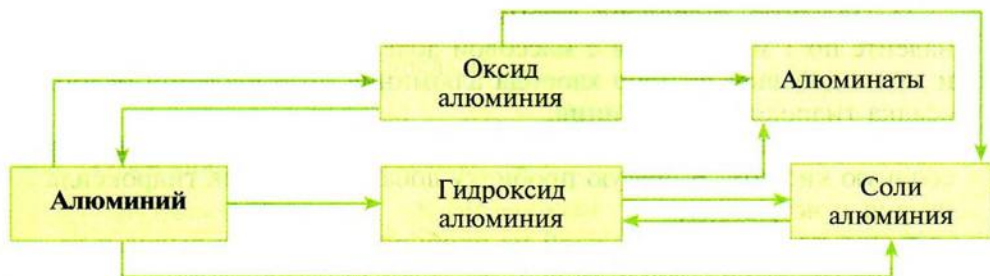 Оксид
алюминия
Алюминаты
Алюминий
Гидроксид
алюминия
Соли
алюминия